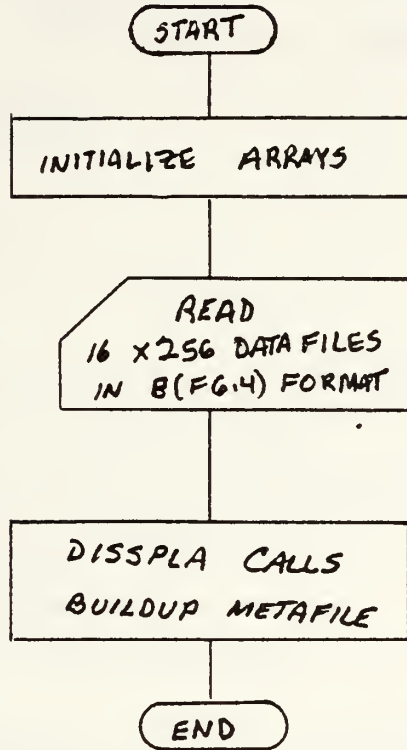 START
INITIALIZE ARRAYS
READ
16 X 256 DATA FILES
IN 8(F6.4) FORMAT
DISSPLA CALLS
BUILDUP METAFILE
END